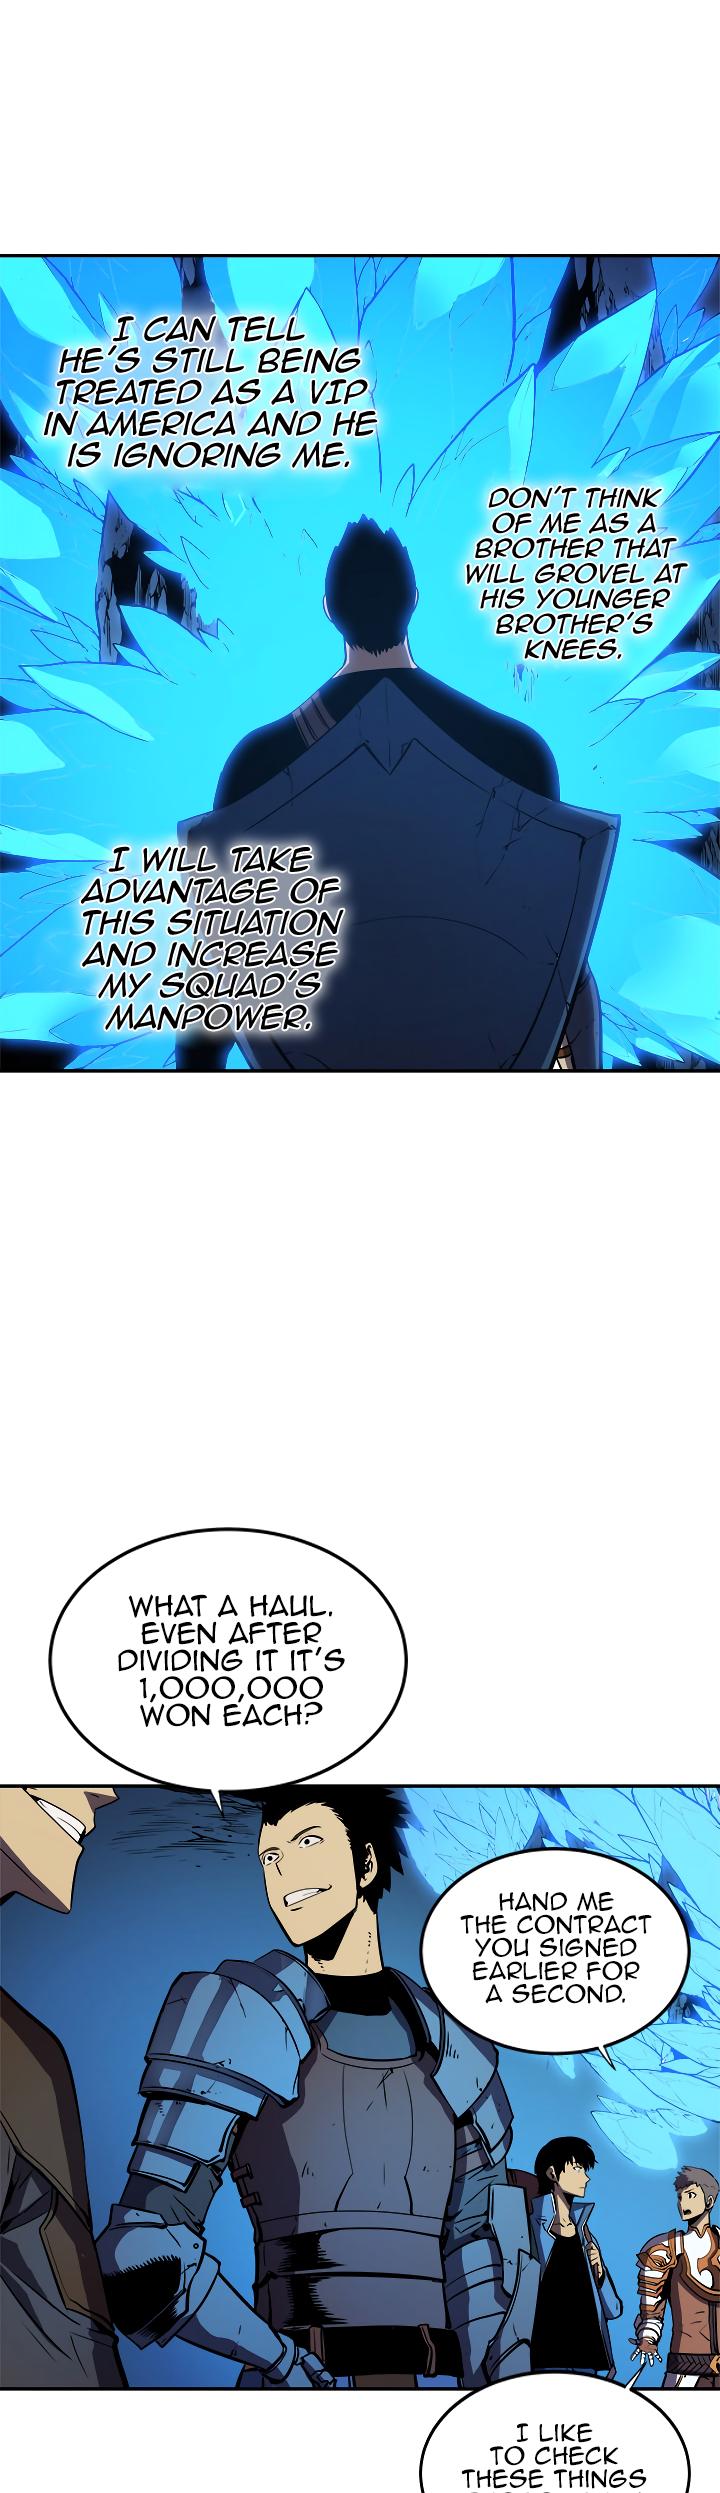 I CAN TELL
HE'S STILL BEING
TREATED AS A VIP
IN AMERICA AND HE
IS IGNORING ME.
DON'T THINK
OF ME AS A
BROTHER THAT
WILL GROVEL AT
HIS YOUNGER
BROTHER'S
KNEES.
I WILL TAKE
ADVANTAGE OF
THIS SITUATION
AND INCREASE
MY SQUAD'S
MANPOWER.
WHAT A HAUL.
EVEN AFTER
DIVIDING IT IT'S
1,000,000
WON EACH?
HAND ME
THE CONTRACT
YOU SIGNED
EARLIER FOR
A SECOND.
I LIKE
TO CHECK
THESE THINGS